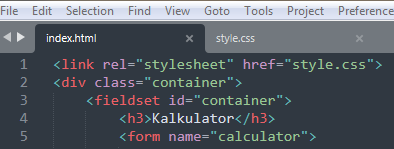 File Edit Selection Find View Goto Tools Project Preference
index.html × style.css ×
1 <link rel="stylesheet" href="style.css">
2 <div class="container">
3 <fieldset id="container">
4 <h3>Kalkulator</h3>
5 <form name="calculator">